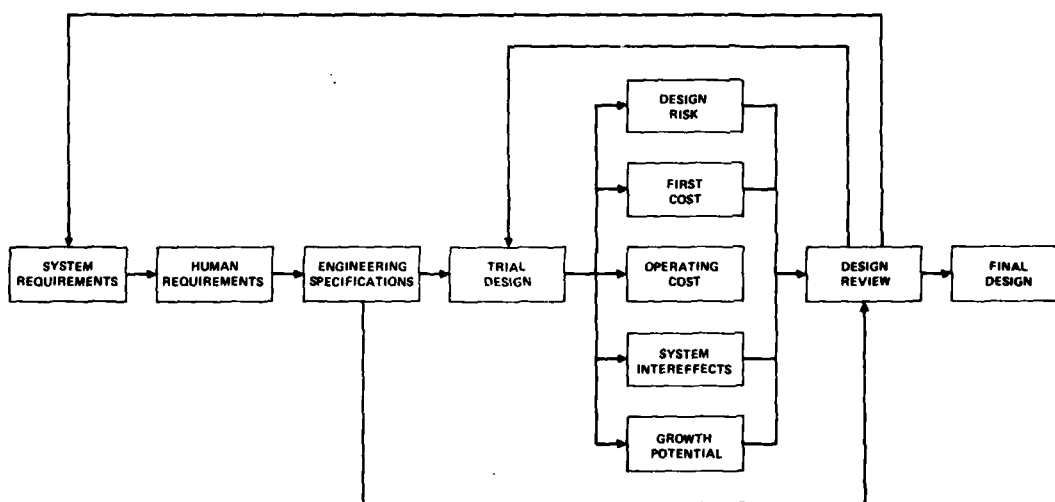 SYSTEM
REQUIREMENTS
HUMAN
REQUIREMENTS
ENGINEERING
SPECIFICATIONS
TRIAL
DESIGN
DESIGN
RISK
FIRST
COST
OPERATING
COST
SYSTEM
INTEREFFECTS
GROWTH
POTENTIAL
DESIGN
REVIEW
FINAL
DESIGN